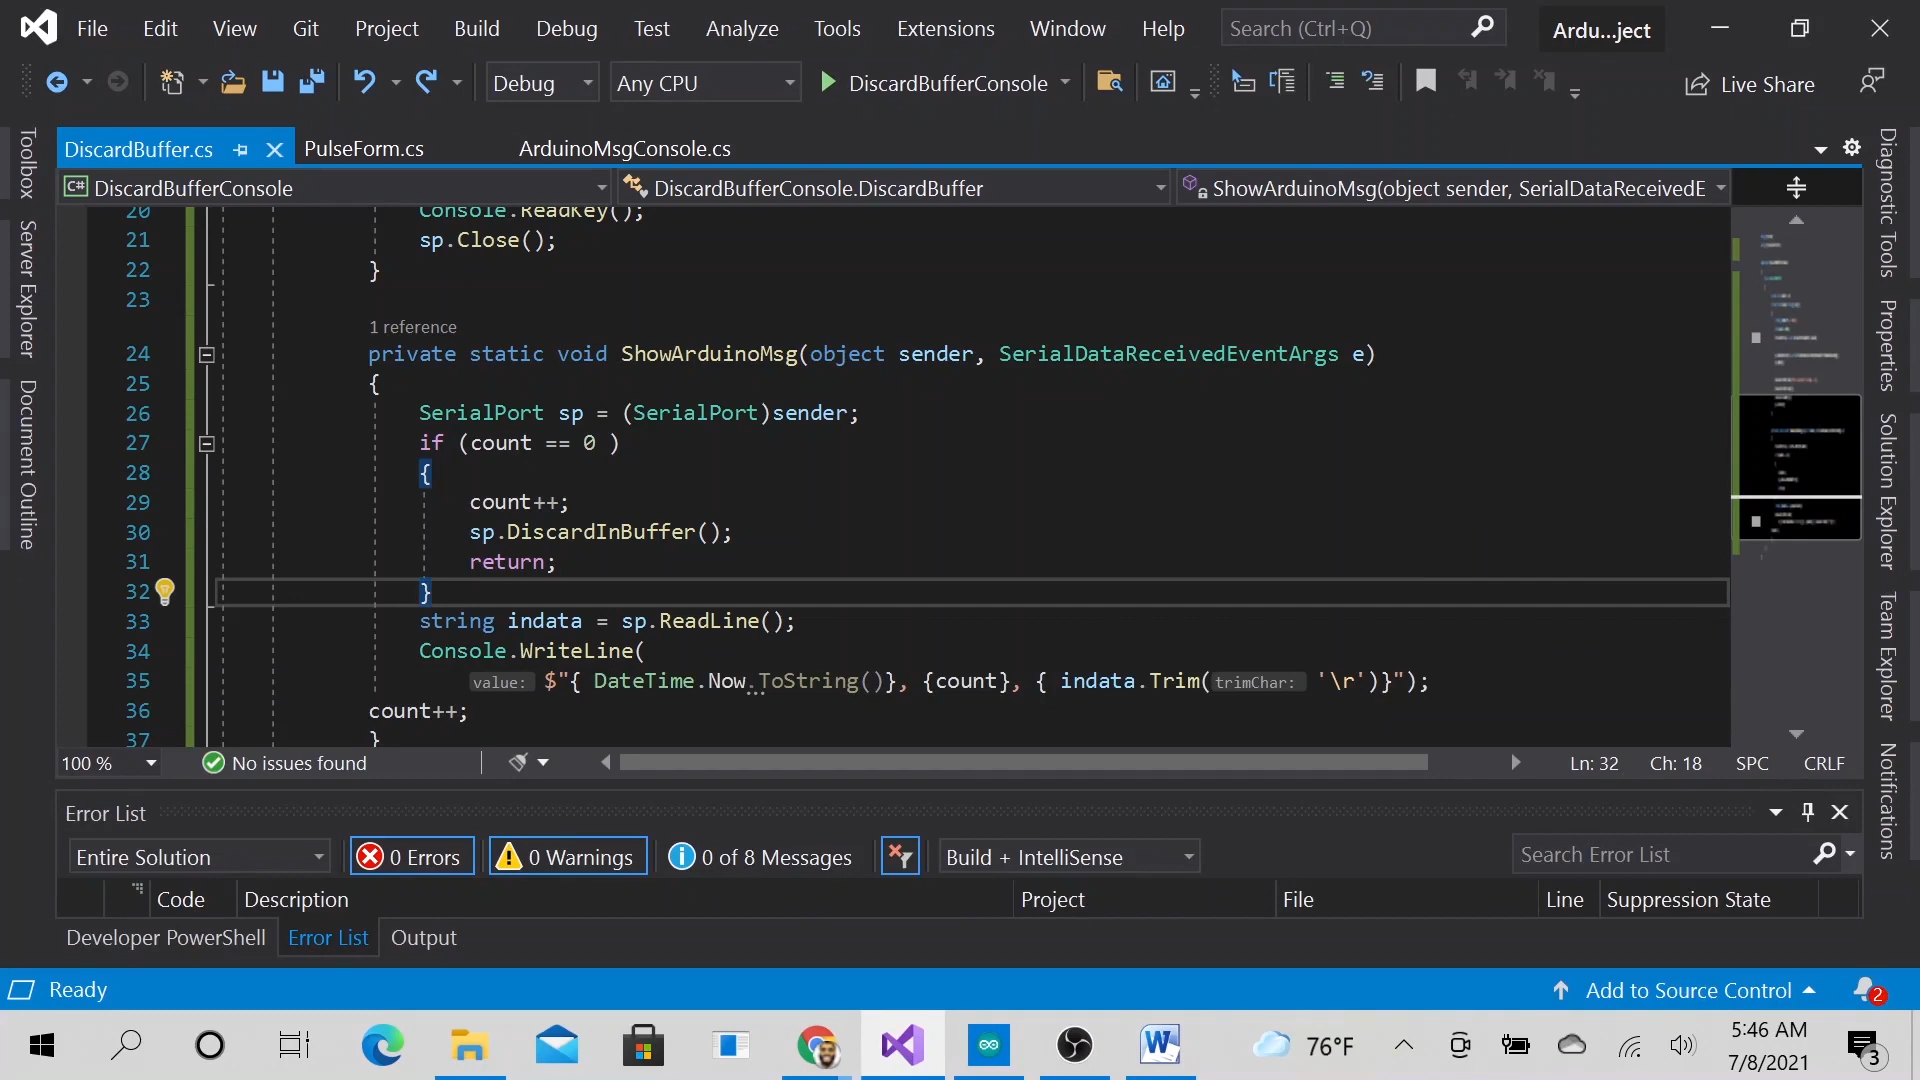 File Edit View Git Project Build Debug Test Analyze Tools Extensions Window Help Search (Ctrl+Q) Ardu...ject
Debug Any CPU DiscardBufferConsole Live Share
DiscardBuffer.cs PulseForm.cs ArduinoMsgConsole.cs
C# DiscardBufferConsole DiscardBufferConsole.DiscardBuffer ShowArduinoMsg(object sender, SerialDataReceivedE
Toolbox
Server Explorer
Document Outline
20 Console.ReadKey();
21 sp.Close();
22 }
23
1 reference
24 private static void ShowArduinoMsg(object sender, SerialDataReceivedEventArgs e)
25 {
26 SerialPort sp = (SerialPort)sender;
27 if (count == 0 )
28 {
29 count++;
30 sp.DiscardInBuffer();
31 return;
32 }
33 string indata = sp.ReadLine();
34 Console.WriteLine(
35 value: $"{ DateTime.Now.ToString()}, {count}, { indata.Trim(trimChar: '\r')}");
36 count++;
37 }
Diagnostic Tools
Properties
Solution Explorer
Team Explorer
Notifications
100 % No issues found Ln: 32 Ch: 18 SPC CRLF
Error List
Entire Solution 0 Errors 0 Warnings 0 of 8 Messages Build + IntelliSense Search Error List
Code Description Project File Line Suppression State
Developer PowerShell Error List Output
Ready Add to Source Control 2
76°F 5:46 AM
7/8/2021 3